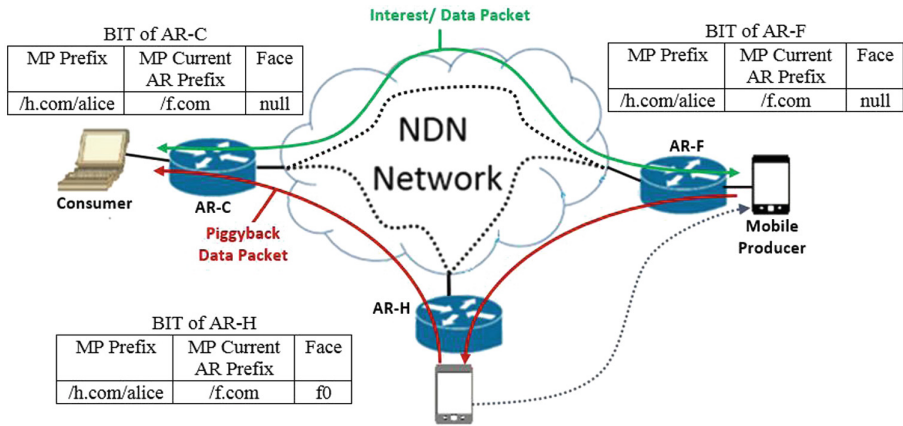 Interest/ Data Packet
BIT of AR-C
MP Prefix MP Current AR Prefix Face
/h.com/alice /f.com null
BIT of AR-F
MP Prefix MP Current AR Prefix Face
/h.com/alice /f.com null
NDN
Network
AR-F
Consumer
AR-C
Mobile
Producer
Piggyback
Data Packet
AR-H
BIT of AR-H
MP Prefix MP Current AR Prefix Face
/h.com/alice /f.com f0